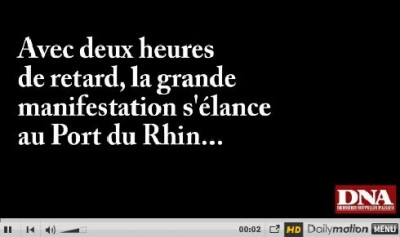 Avec deux heures
de retard, la grande
manifestation s'élance
au Port du Rhin...
DNA
00:02
HD
Dailymotion
MENU